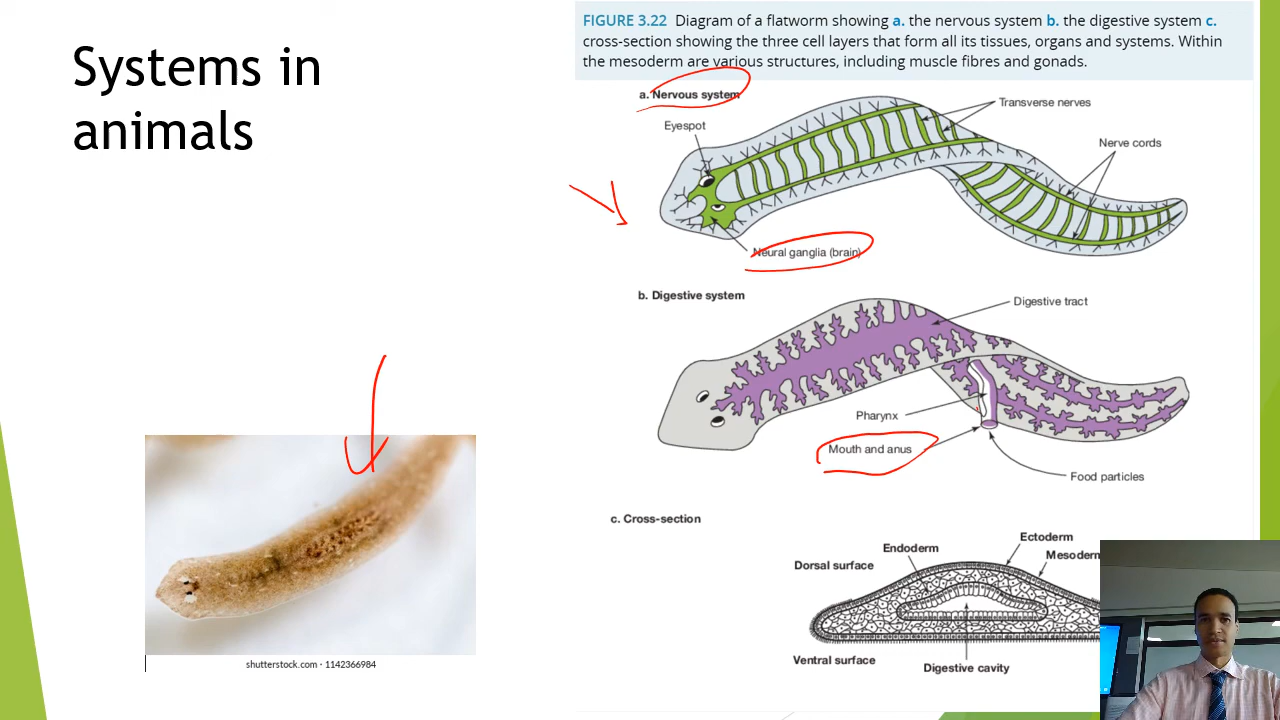 Systems in
animals
FIGURE 3.22 Diagram of a flatworm showing a. the nervous system b. the digestive system c.
cross-section showing the three cell layers that form all its tissues, organs and systems. Within
the mesoderm are various structures, including muscle fibres and gonads.
a. Nervous system
Eyespot
Transverse nerves
Nerve cords
Neural ganglia (brain)
b. Digestive system
Digestive tract
Pharynx
Mouth and anus
Food particles
c. Cross-section
Ectoderm
Endoderm
Mesoderm
Dorsal surface
Ventral surface
Digestive cavity
shutterstock.com · 1142366984